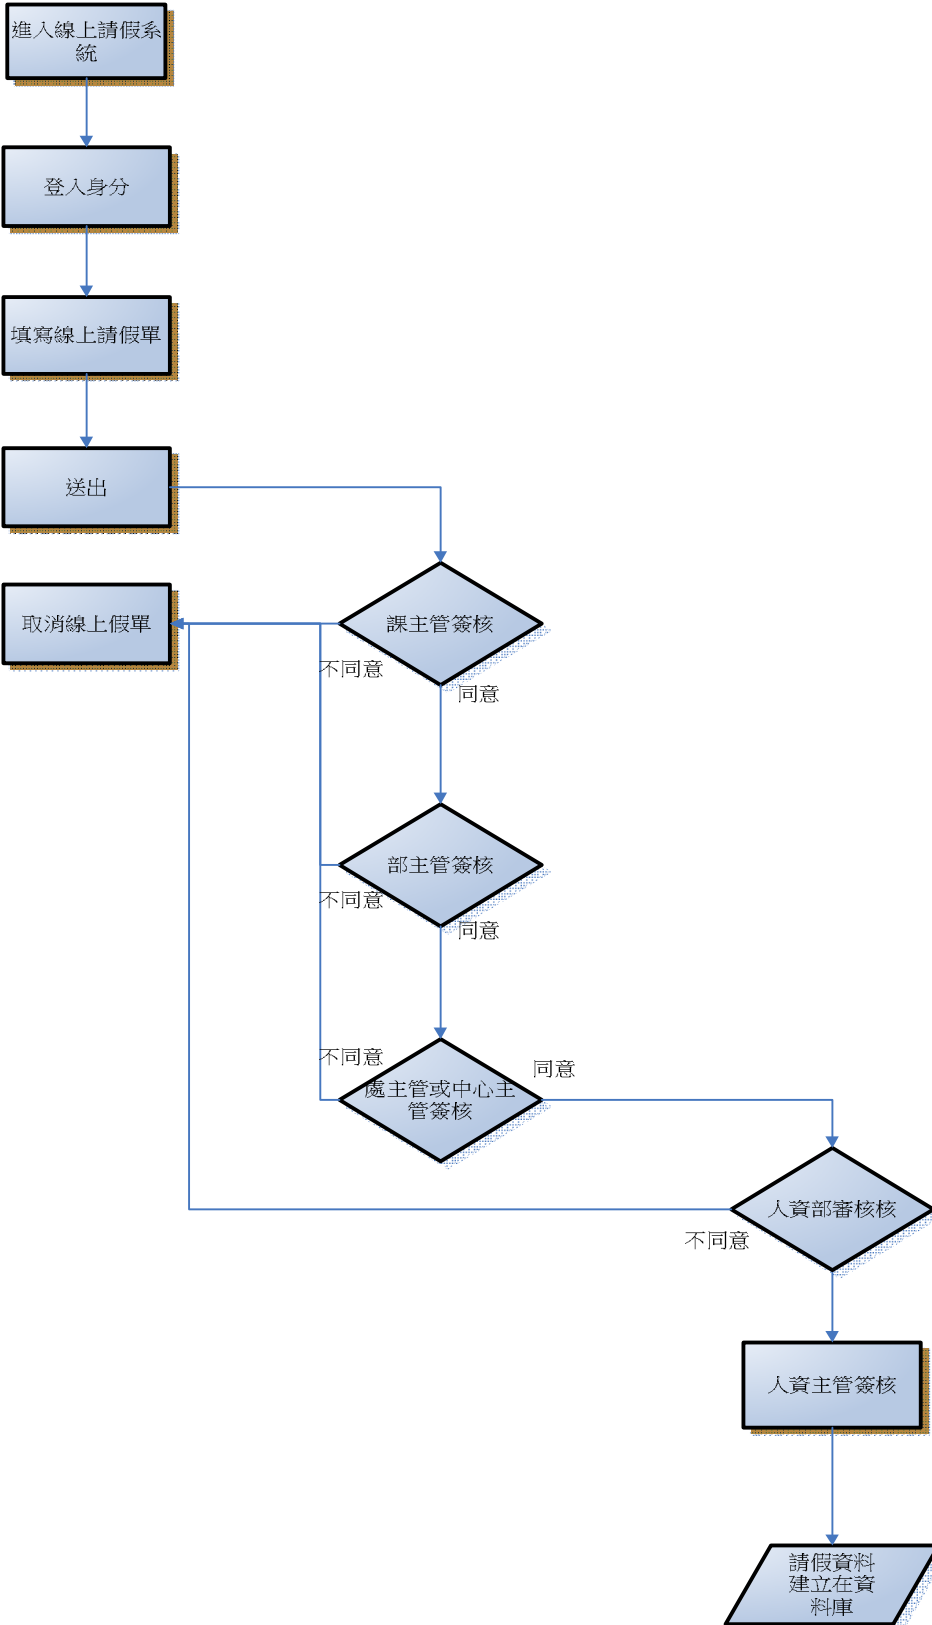 進入線上請假系
統
登入身分
填寫線上請假單
送出
取消線上假單
課主管簽核
不同意
同意
部主管簽核
不同意
同意
不同意
同意
處主管或中心主
管簽核
人資部審核核
不同意
人資主管簽核
請假資料
建立在資
料庫